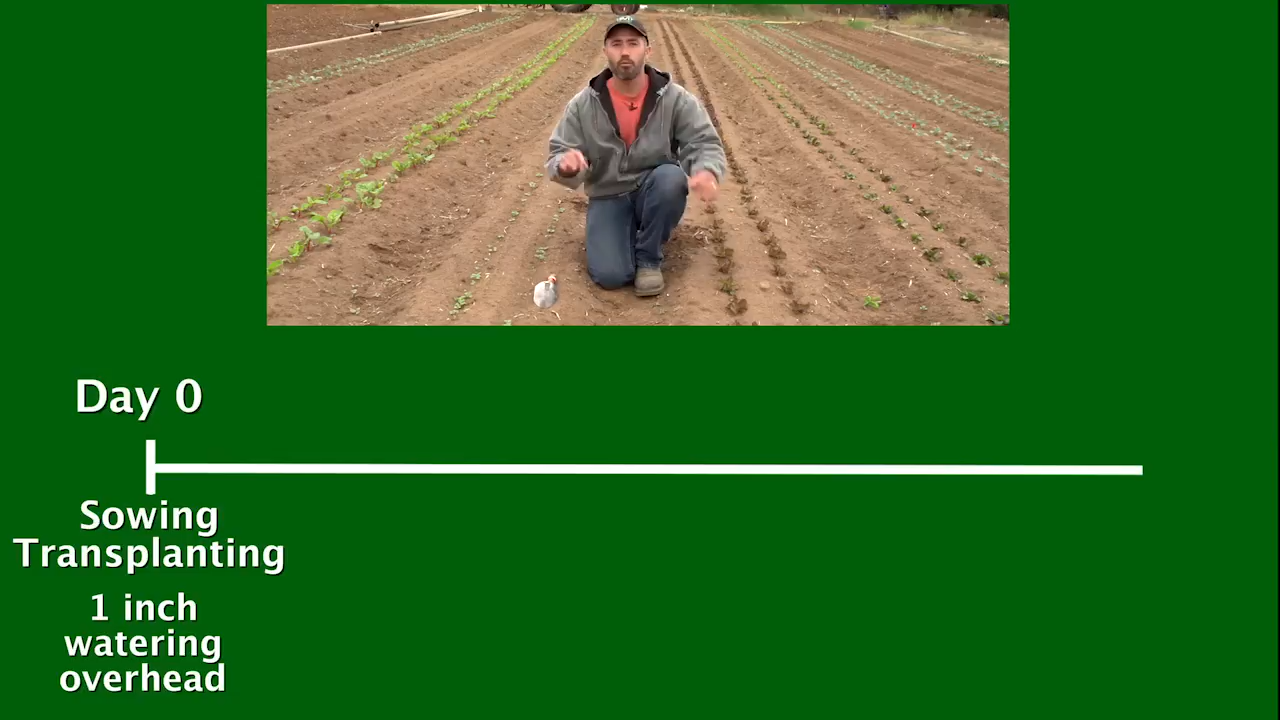 Day 0
Sowing
Transplanting
1 inch
watering
overhead